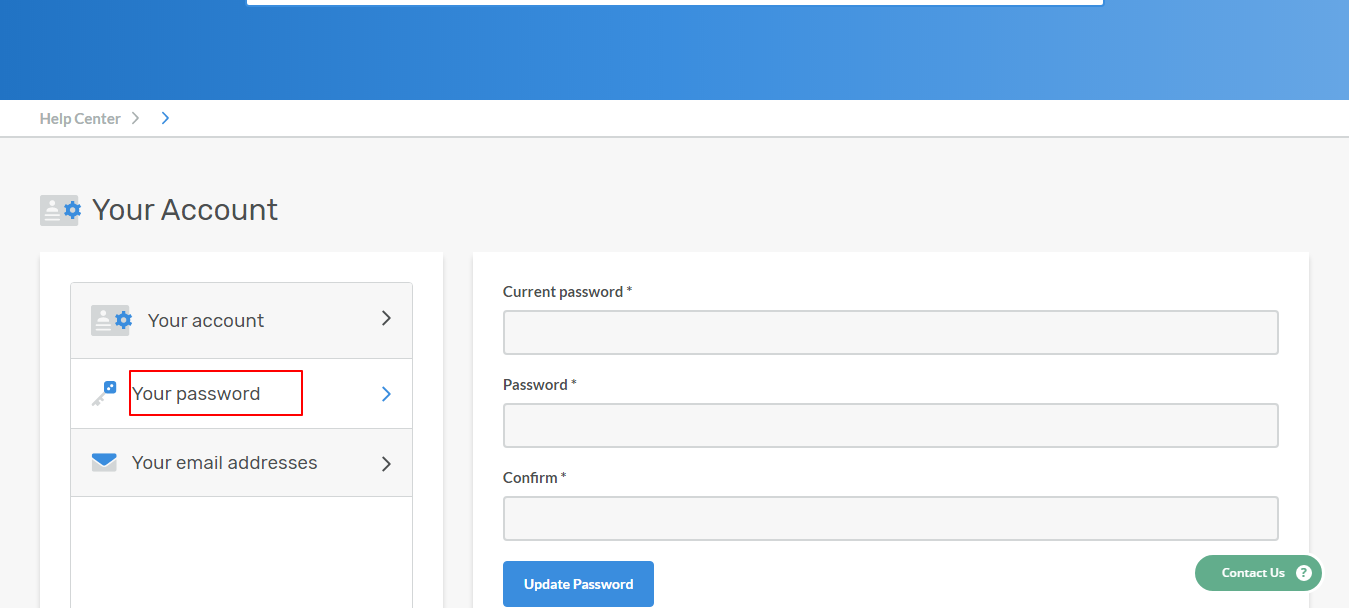 Help Center
Your Account
Your account
Your password
Your email addresses
Current password *
Password *
Confirm *
Update Password
Contact Us ?